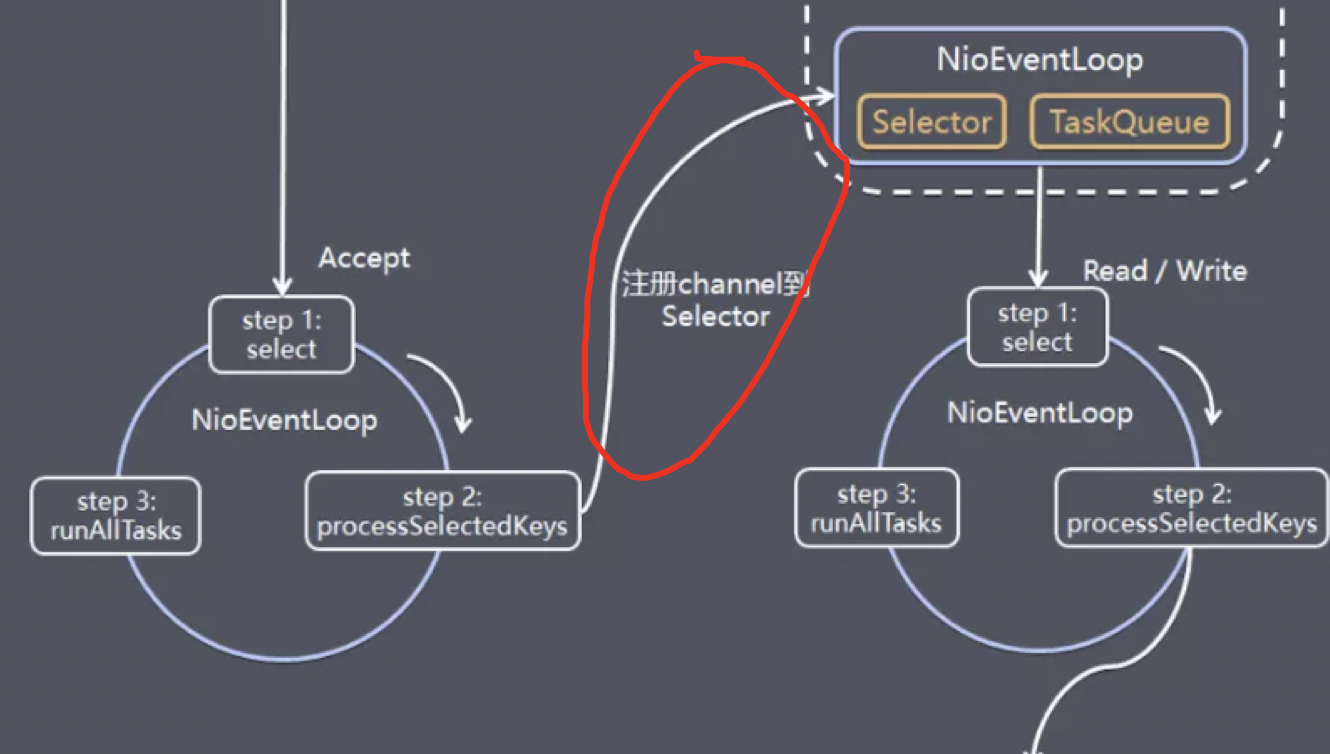 NioEventLoop
Selector
TaskQueue
Accept
注册channel到
Selector
Read / Write
step 1:
select
NioEventLoop
step 2:
processSelectedKeys
step 3:
runAllTasks
step 1:
select
NioEventLoop
step 2:
processSelectedKeys
step 3:
runAllTasks